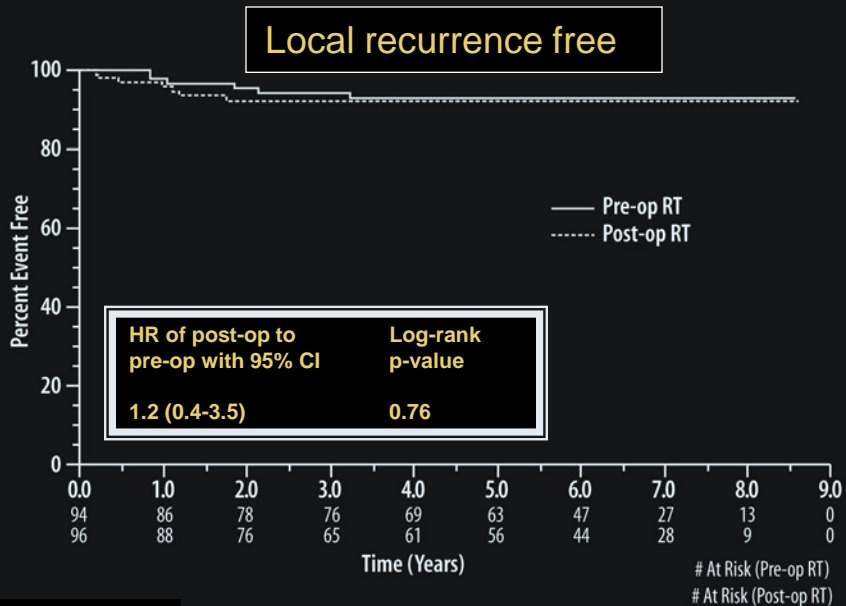 Local recurrence free
100
80
60
40
20
0
Percent Event Free
Pre-op RT
Post-op RT
HR of post-op to Log-rank
pre-op with 95% CI p-value
1.2 (0.4-3.5) 0.76
0.0 1.0 2.0 3.0 4.0 5.0 6.0 7.0 8.0 9.0
94 86 78 76 69 63 47 27 13 0
96 88 76 65 61 56 44 28 9 0
Time (Years)
# At Risk (Pre-op RT)
# At Risk (Post-op RT)